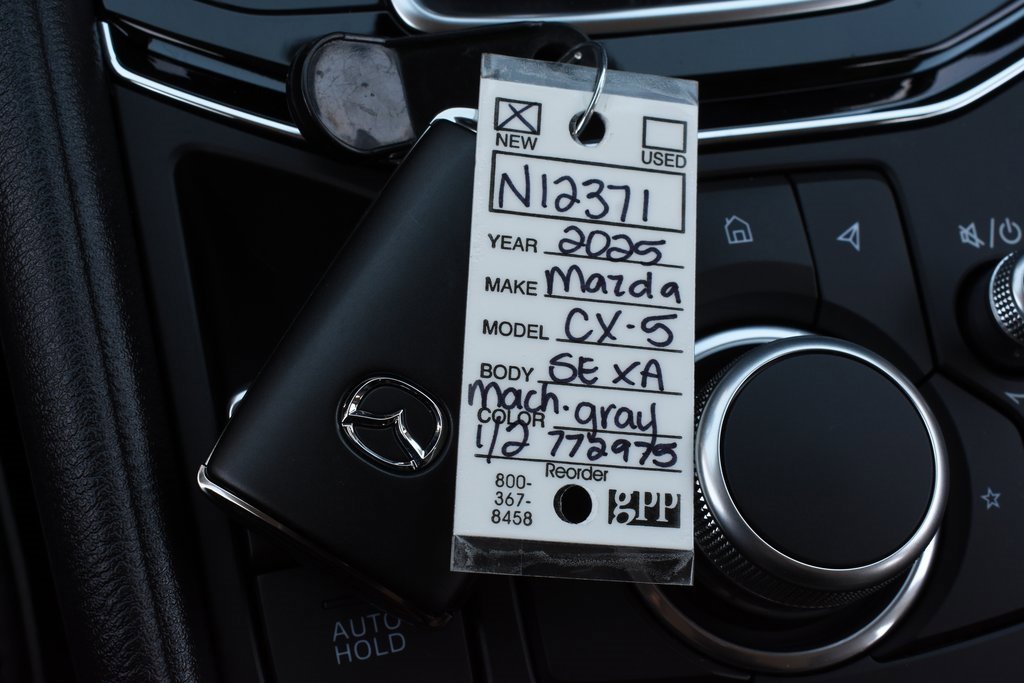 NEW
USED
N12371
YEAR 2025
MAKE Mazda
MODEL CX-5
BODY SE XA
Mach. gray
COLOR
1/2 772975
Reorder
800-
367-
8458
gpp
AUTO
HOLD